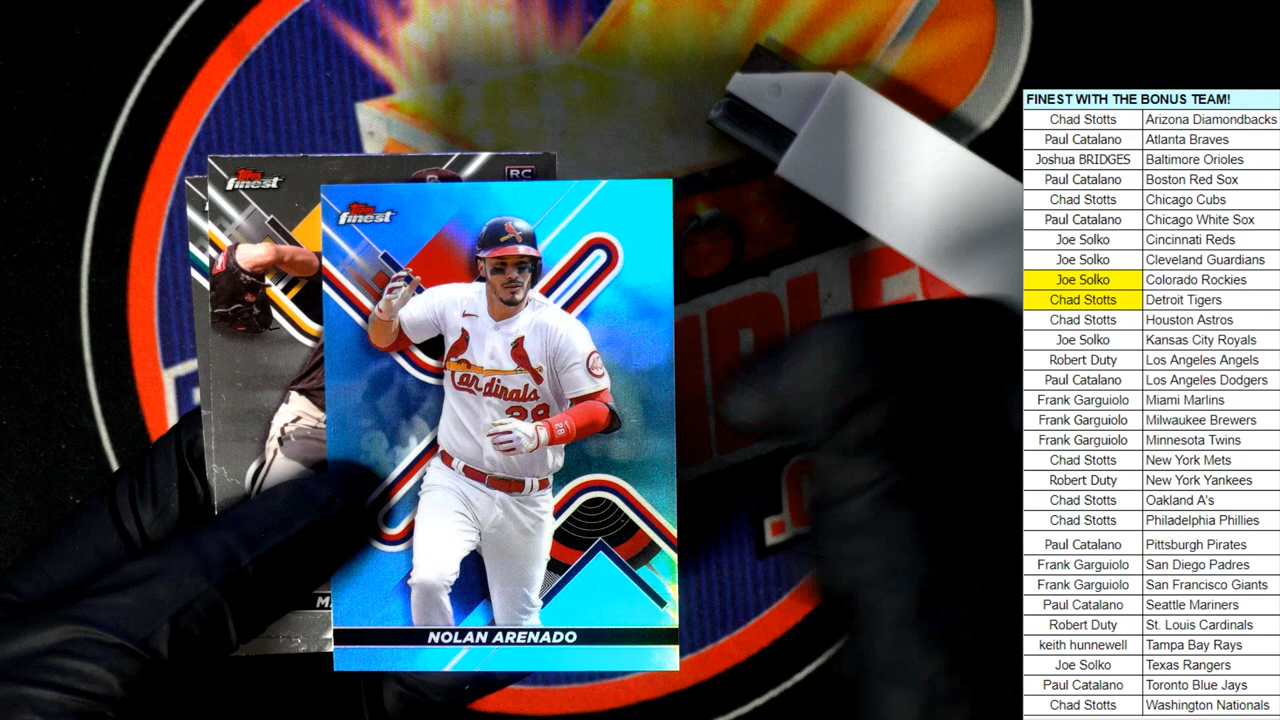 Topps
finest
RC
Topps
finest
Cardinals
28
28
NOLAN ARENADO
FINEST WITH THE BONUS TEAM!
Chad Stotts Arizona Diamondbacks
Paul Catalano Atlanta Braves
Joshua BRIDGES Baltimore Orioles
Paul Catalano Boston Red Sox
Chad Stotts Chicago Cubs
Paul Catalano Chicago White Sox
Joe Solko Cincinnati Reds
Joe Solko Cleveland Guardians
Joe Solko Colorado Rockies
Chad Stotts Detroit Tigers
Chad Stotts Houston Astros
Joe Solko Kansas City Royals
Robert Duty Los Angeles Angels
Paul Catalano Los Angeles Dodgers
Frank Garguiolo Miami Marlins
Frank Garguiolo Milwaukee Brewers
Frank Garguiolo Minnesota Twins
Chad Stotts New York Mets
Robert Duty New York Yankees
Chad Stotts Oakland A's
Chad Stotts Philadelphia Phillies
Paul Catalano Pittsburgh Pirates
Frank Garguiolo San Diego Padres
Frank Garguiolo San Francisco Giants
Paul Catalano Seattle Mariners
Robert Duty St. Louis Cardinals
keith hunnewell Tampa Bay Rays
Joe Solko Texas Rangers
Paul Catalano Toronto Blue Jays
Chad Stotts Washington Nationals